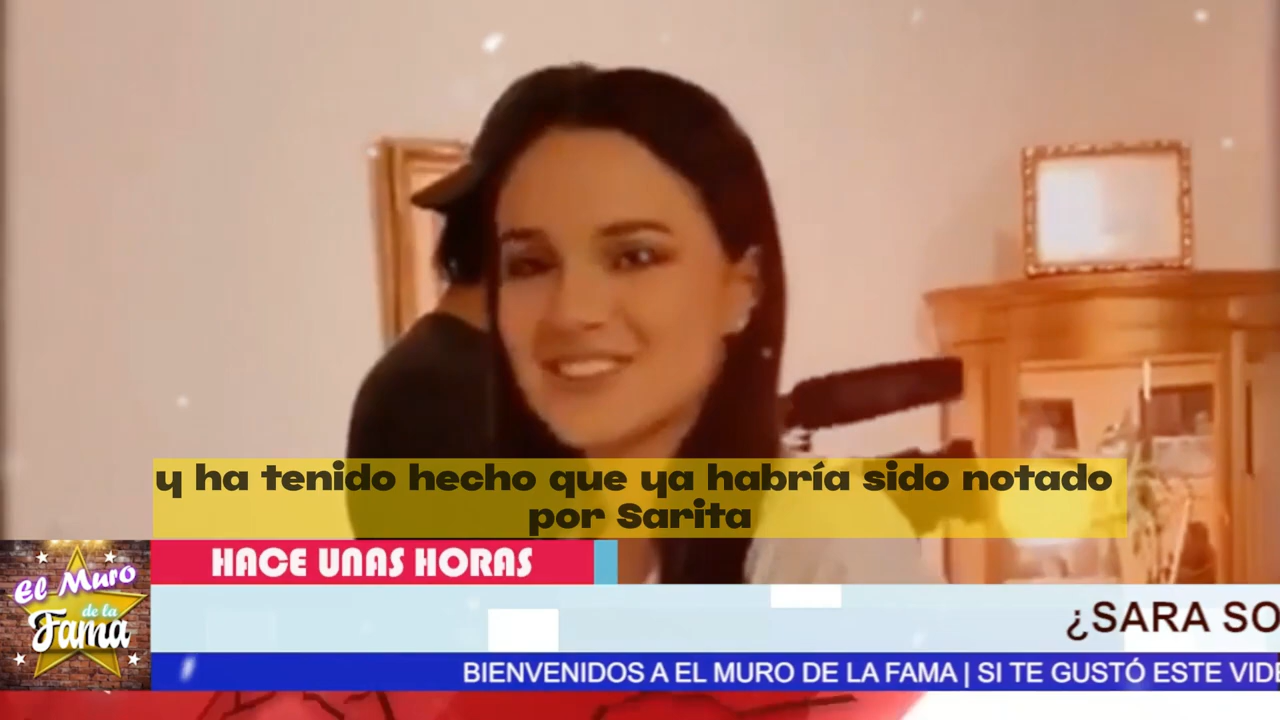 y ha tenido hecho que ya habría sido notado
por Sarita
HACE UNAS HORAS
El Muro
de la
Fama
¿SARA SO
BIENVENIDOS A EL MURO DE LA FAMA | SI TE GUSTÓ ESTE VIDE